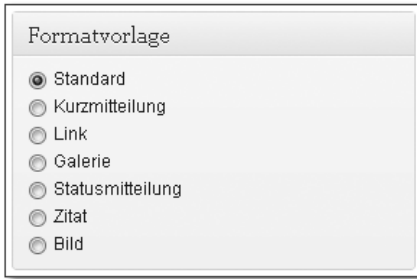 Formatvorlage
Standard
Kurzmitteilung
Link
Galerie
Statusmitteilung
Zitat
Bild